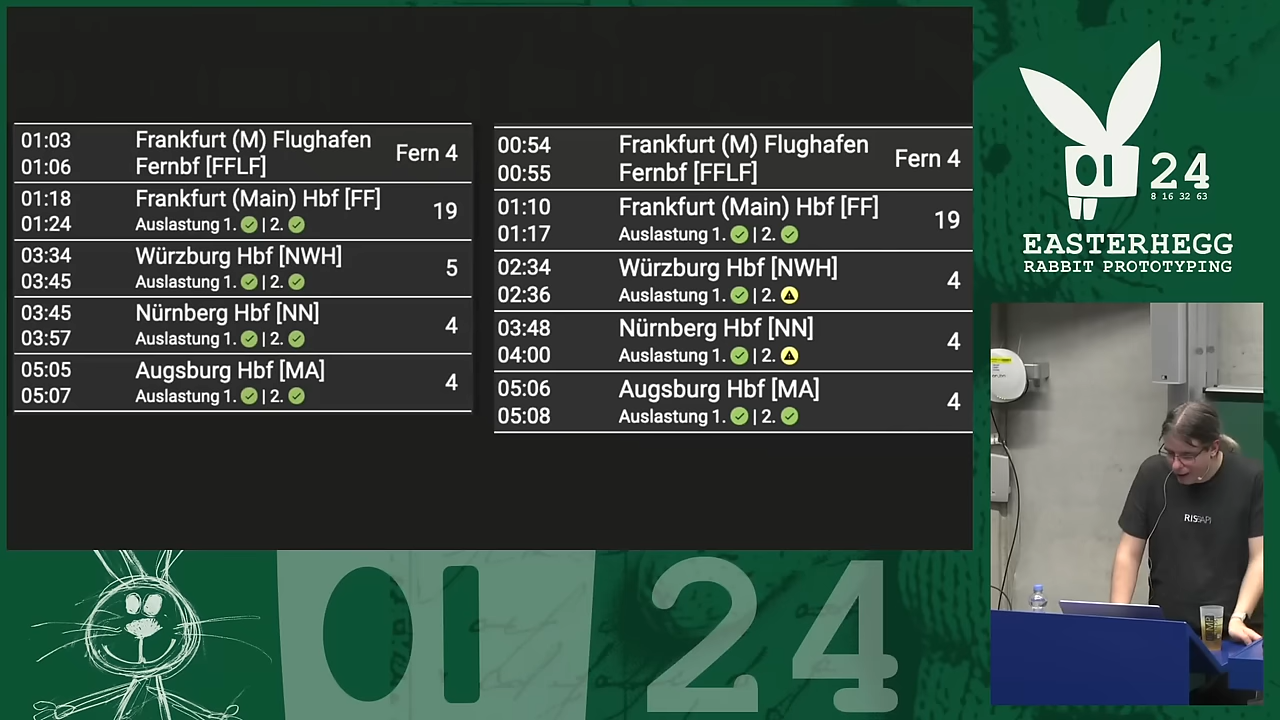 01:03 Frankfurt (M) Flughafen Fern 4
01:06 Fernbf [FFLF]
01:18 Frankfurt (Main) Hbf [FF] 19
01:24 Auslastung 1. | 2.
03:34 Würzburg Hbf [NWH] 5
03:45 Auslastung 1. | 2.
03:45 Nürnberg Hbf [NN] 4
03:57 Auslastung 1. | 2.
05:05 Augsburg Hbf [MA] 4
05:07 Auslastung 1. | 2.
00:54 Frankfurt (M) Flughafen Fern 4
00:55 Fernbf [FFLF]
01:10 Frankfurt (Main) Hbf [FF] 19
01:17 Auslastung 1. | 2.
02:34 Würzburg Hbf [NWH] 4
02:36 Auslastung 1. | 2.
03:48 Nürnberg Hbf [NN] 4
04:00 Auslastung 1. | 2.
05:06 Augsburg Hbf [MA] 4
05:08 Auslastung 1. | 2.
24
8 16 32 63
EASTERHEGG
RABBIT PROTOTYPING
RIS::API
24